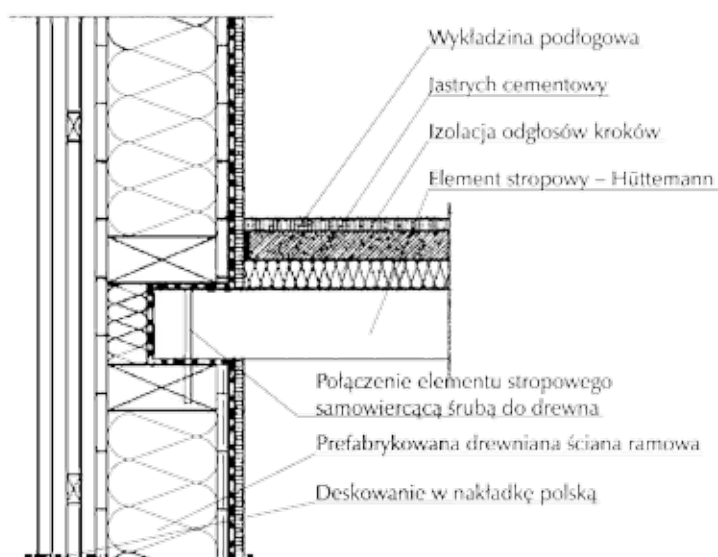 Wykładzina podłogowa
Jastrych cementowy
Izolacja odgłosów kroków
Element stropowy – Hüttemann
Połączenie elementu stropowego
samowiercącą śrubą do drewna
Prefabrykowana drewniana ściana ramowa
Deskowanie w nakładkę polską